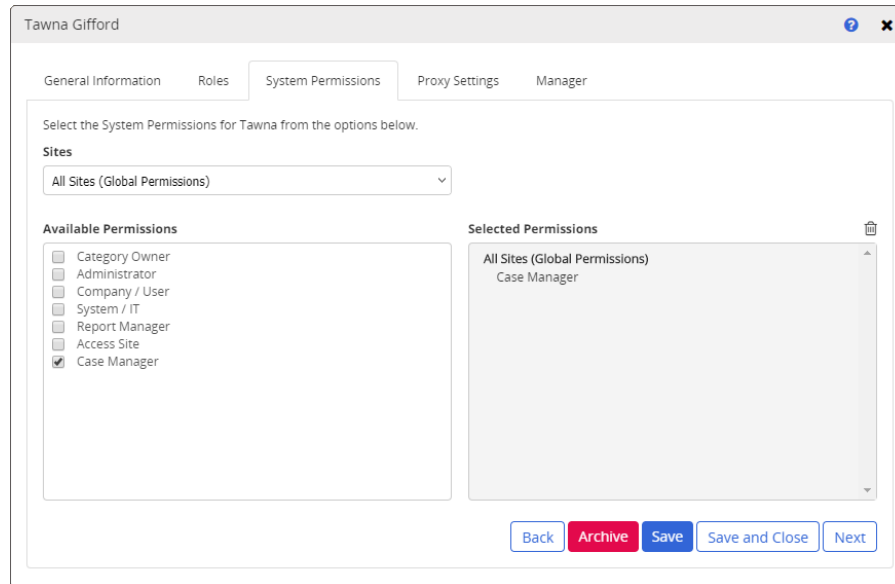 Tawna Gifford
General Information Roles System Permissions Proxy Settings Manager
Select the System Permissions for Tawna from the options below.
Sites
All Sites (Global Permissions)
Available Permissions
Category Owner
Administrator
Company / User
System / IT
Report Manager
Access Site
Case Manager
Selected Permissions
All Sites (Global Permissions)
Case Manager
Back Archive Save Save and Close Next